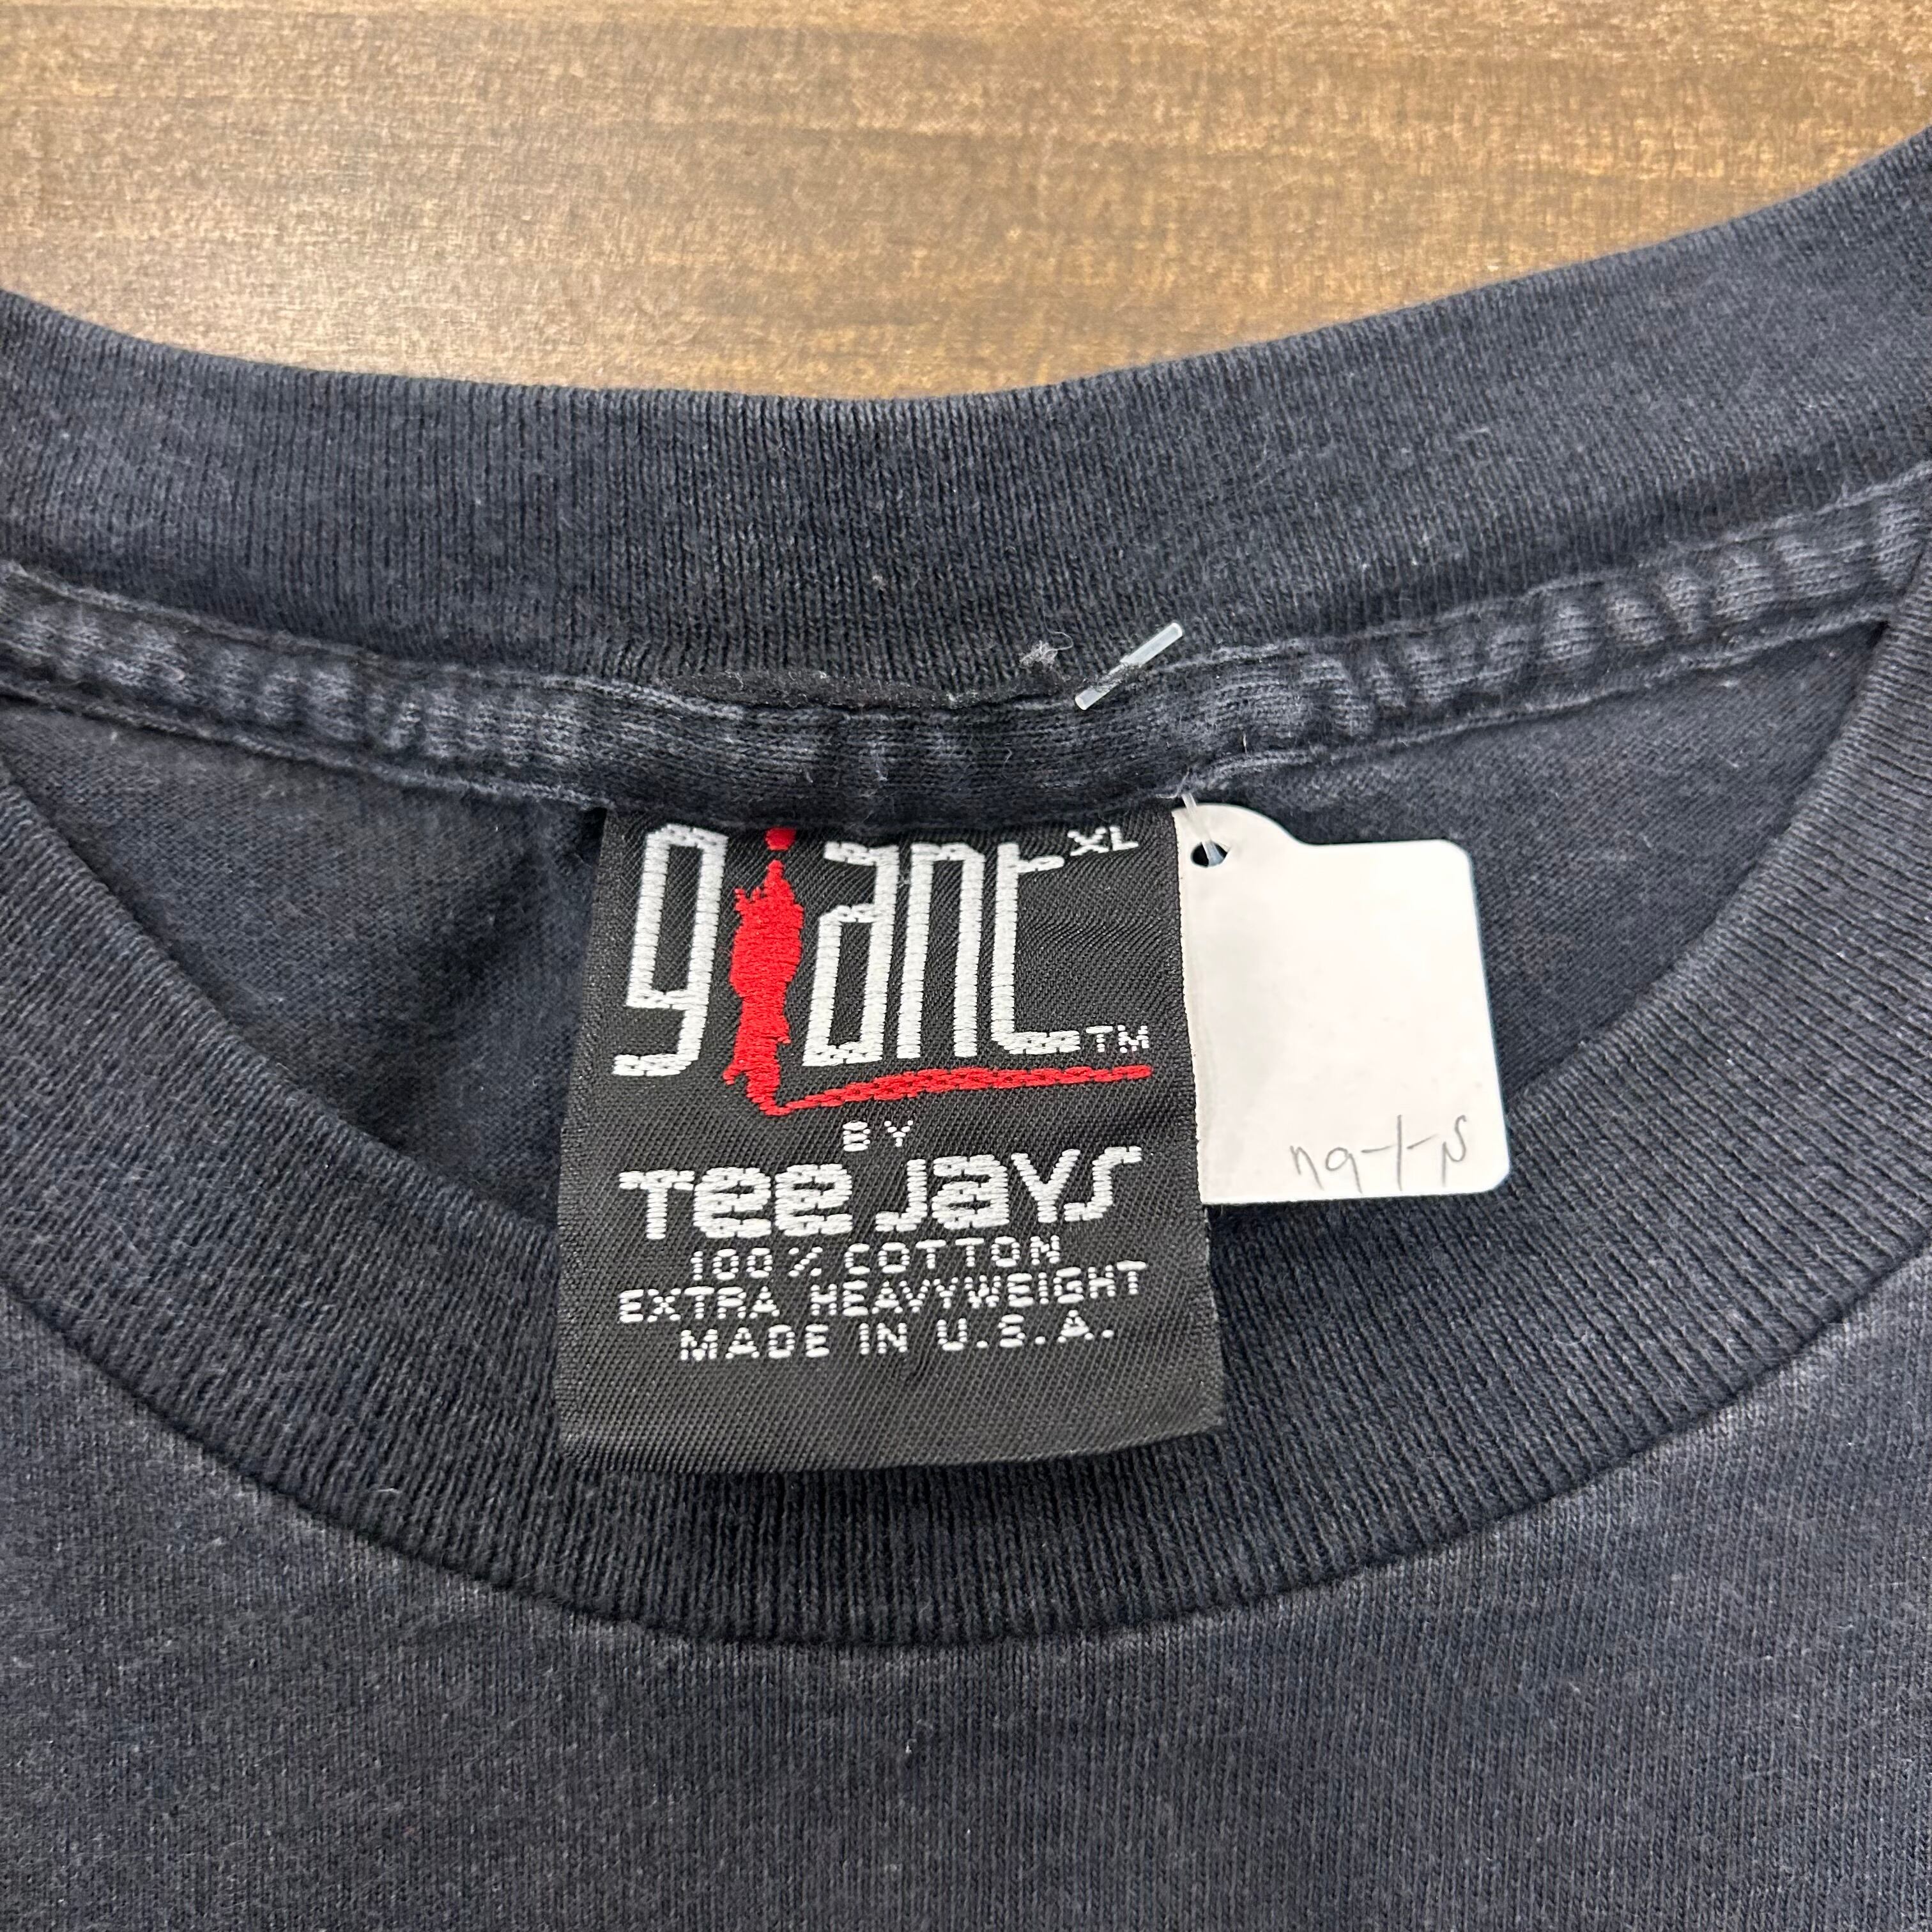 giant XL
TM
BY
Tee Jays
100% COTTON
EXTRA HEAVYWEIGHT
MADE IN U.S.A.